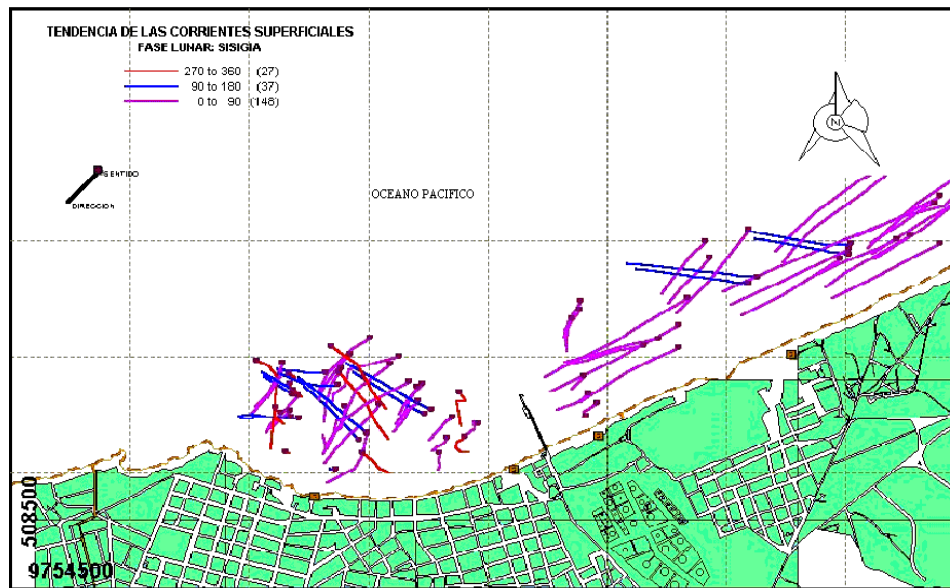 TENDENCIA DE LAS CORRIENTES SUPERFICIALES
FASE LUNAR: SISIGIA
270 to 360 (27)
90 to 180 (37)
0 to 90 (148)
N
SENTIDO
DIRECCION
OCEANO PACIFICO
508500
9754500